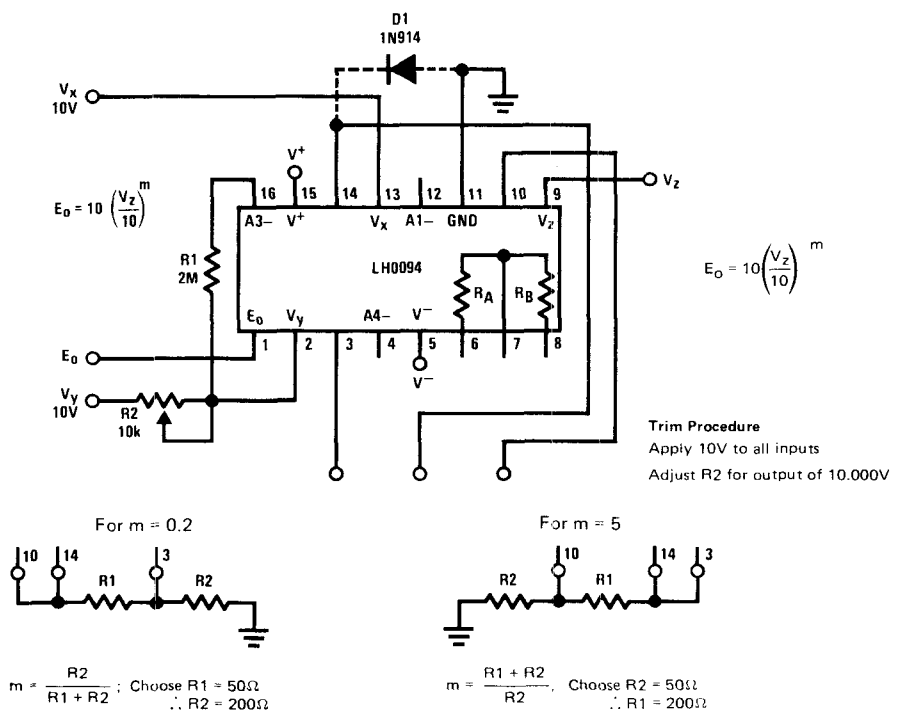 D1
1N914
Vx
10V
V+
16 15 14 13 12 11 10 9
Vz
A3− V+ Vx A1− GND Vz
Eo = 10 (Vz/10)^m
R1
2M
LH0094
RA RB
Eo = 10 (Vz/10)^m
Eo Vy A4− V−
1 2 3 4 5 6 7 8
Eo
V−
Vy
10V
R2
10k
Trim Procedure
Apply 10V to all inputs
Adjust R2 for output of 10.000V
For m = 0.2
10 14 3
R1 R2
m = R2/(R1 + R2) ; Choose R1 = 50Ω
∴ R2 = 200Ω
For m = 5
10 14 3
R2 R1
m = (R1 + R2)/R2, Choose R2 = 50Ω
∴ R1 = 200Ω